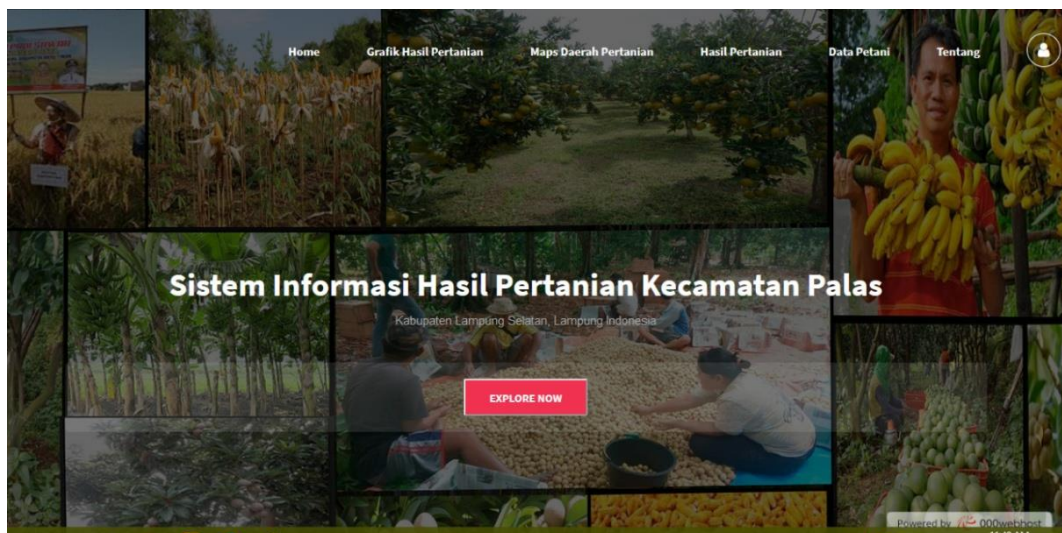 Home
Grafik Hasil Pertanian
Maps Daerah Pertanian
Hasil Pertanian
Data Petani
Tentang
Sistem Informasi Hasil Pertanian Kecamatan Palas
Kabupaten Lampung Selatan, Lampung Indonesia
EXPLORE NOW
Powered by 000webhost